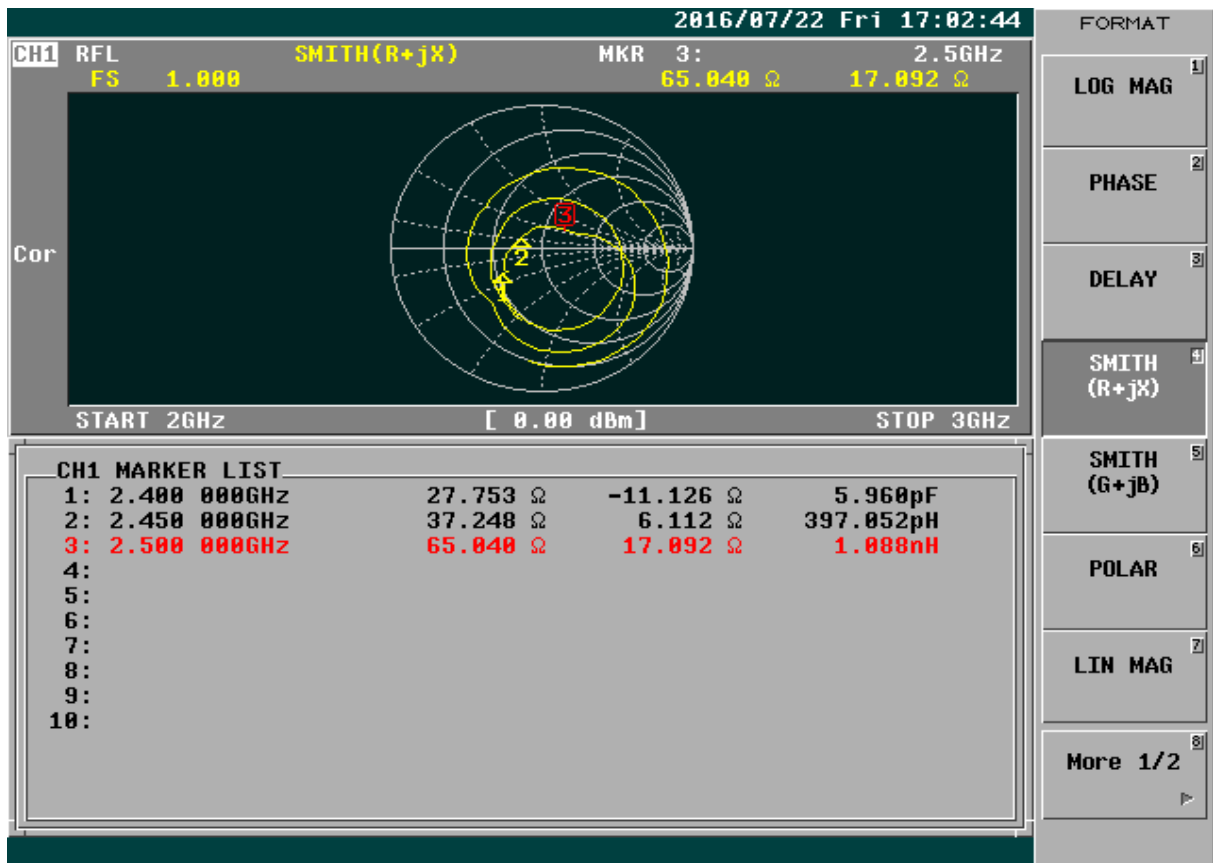 2016/07/22 Fri 17:02:44
CH1 RFL SMITH(R+jX) MKR 3: 2.5GHz
FS 1.000 65.040 Ω 17.092 Ω
3
2
1
Cor
START 2GHz [ 0.00 dBm] STOP 3GHz
CH1 MARKER LIST
1: 2.400 000GHz 27.753 Ω -11.126 Ω 5.960pF
2: 2.450 000GHz 37.248 Ω 6.112 Ω 397.052pH
3: 2.500 000GHz 65.040 Ω 17.092 Ω 1.088nH
4:
5:
6:
7:
8:
9:
10:
FORMAT
1
LOG MAG
2
PHASE
3
DELAY
4
SMITH
(R+jX)
5
SMITH
(G+jB)
6
POLAR
7
LIN MAG
8
More 1/2